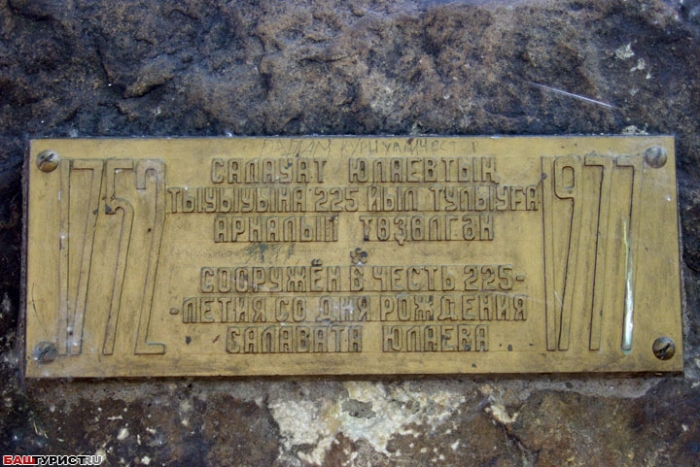 1752
САЛАУАТ ЮЛАЕВТЫҢ
ТЫУЫУЫНА 225 ЙЫЛ ТУЛЫУҒА
АРНАЛЫП ТӨҘӨЛГӘН
1977
СООРУЖЁН В ЧЕСТЬ 225-
-ЛЕТИЯ СО ДНЯ РОЖДЕНИЯ
САЛАВАТА ЮЛАЕВА
БАШТУРИСТ.RU